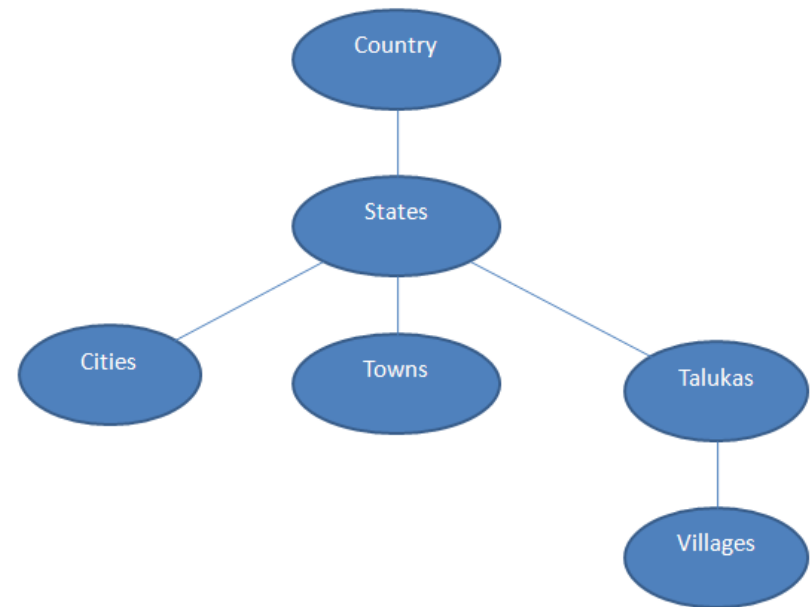 Country
States
Cities
Towns
Talukas
Villages